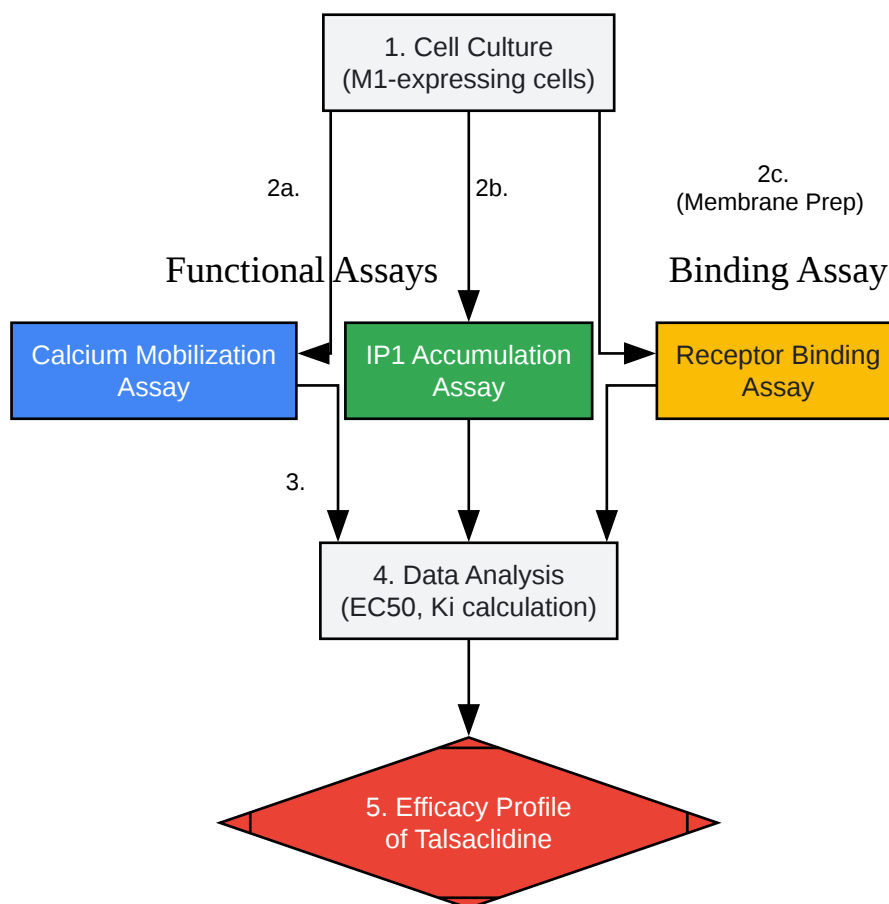 1. Cell Culture
(M1-expressing cells)
2a.
2b.
2c.
(Membrane Prep)
Functional Assays
Binding Assay
Calcium Mobilization
Assay
IP1 Accumulation
Assay
Receptor Binding
Assay
3.
4. Data Analysis
(EC50, Ki calculation)
5. Efficacy Profile
of Talsaclidine